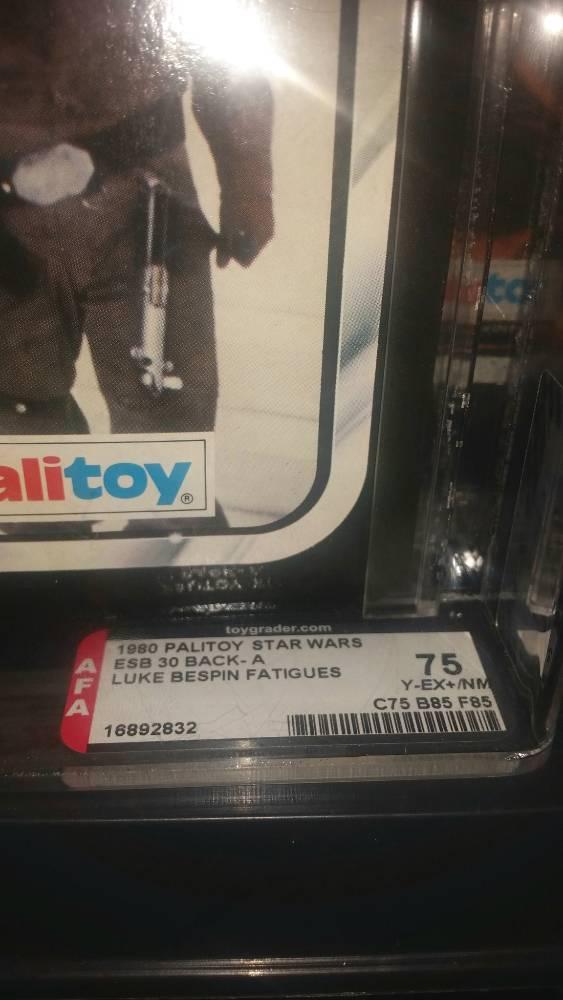 alitoy®
toygrader.com
AFA
1980 PALITOY STAR WARS
ESB 30 BACK- A
LUKE BESPIN FATIGUES
16892832
75
Y-EX+/NM
C75 B85 F85